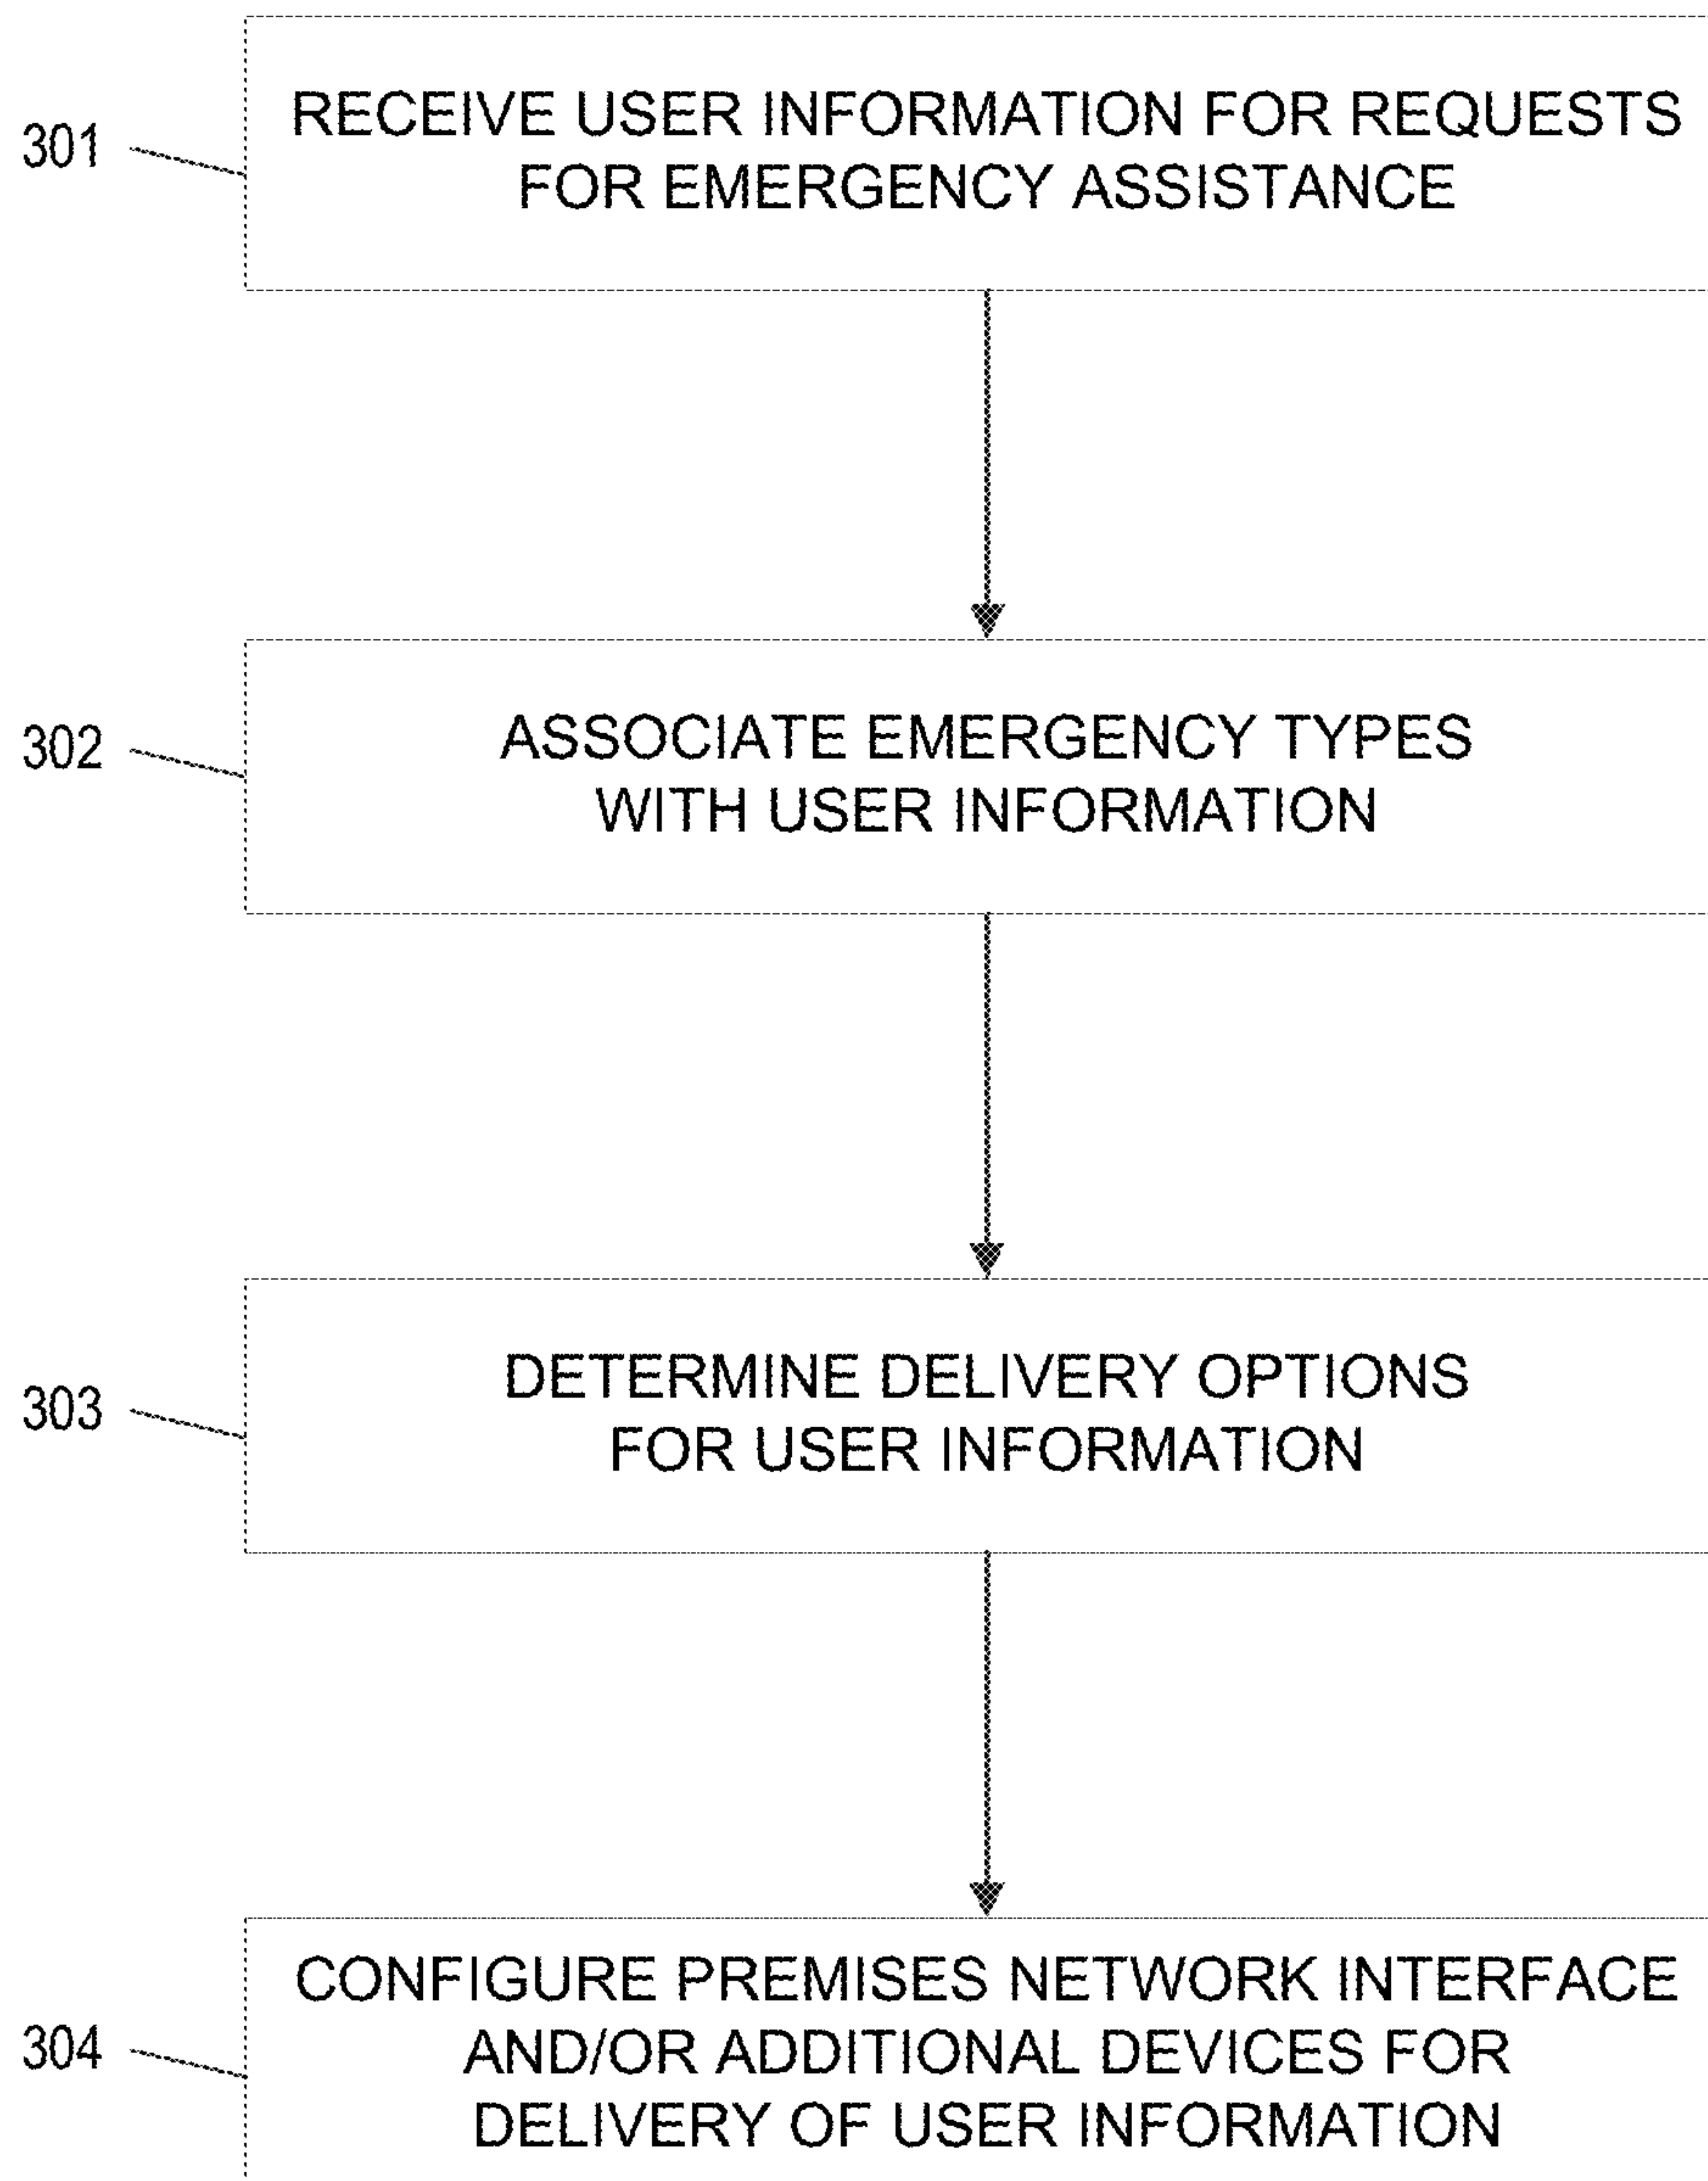 301
RECEIVE USER INFORMATION FOR REQUESTS
FOR EMERGENCY ASSISTANCE
302
ASSOCIATE EMERGENCY TYPES
WITH USER INFORMATION
303
DETERMINE DELIVERY OPTIONS
FOR USER INFORMATION
304
CONFIGURE PREMISES NETWORK INTERFACE
AND/OR ADDITIONAL DEVICES FOR
DELIVERY OF USER INFORMATION